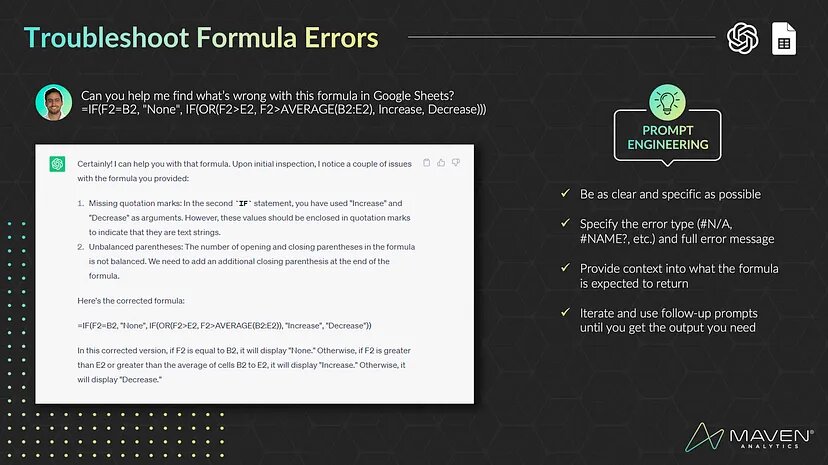 Troubleshoot Formula Errors
Can you help me find what's wrong with this formula in Google Sheets?
=IF(F2=B2, "None", IF(OR(F2>E2, F2>AVERAGE(B2:E2), Increase, Decrease)))
Certainly! I can help you with that formula. Upon initial inspection, I notice a couple of issues
with the formula you provided:
1. Missing quotation marks: In the second `IF` statement, you have used "Increase" and
"Decrease" as arguments. However, these values should be enclosed in quotation marks
to indicate that they are text strings.
2. Unbalanced parentheses: The number of opening and closing parentheses in the formula
is not balanced. We need to add an additional closing parenthesis at the end of the
formula.
Here's the corrected formula:
=IF(F2=B2, "None", IF(OR(F2>E2, F2>AVERAGE(B2:E2)), "Increase", "Decrease"))
In this corrected version, if F2 is equal to B2, it will display "None." Otherwise, if F2 is greater
than E2 or greater than the average of cells B2 to E2, it will display "Increase." Otherwise, it
will display "Decrease."
PROMPT
ENGINEERING
✓ Be as clear and specific as possible
✓ Specify the error type (#N/A,
#NAME?, etc.) and full error message
✓ Provide context into what the formula
is expected to return
✓ Iterate and use follow-up prompts
until you get the output you need
MAVEN®
ANALYTICS